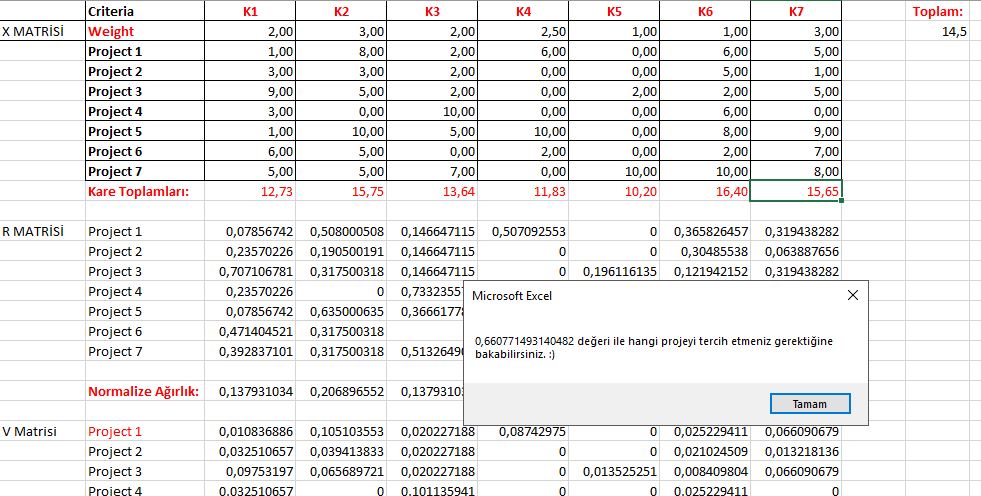 Criteria K1 K2 K3 K4 K5 K6 K7 Toplam:
X MATRİSİ Weight 2,00 3,00 2,00 2,50 1,00 1,00 3,00 14,5
Project 1 1,00 8,00 2,00 6,00 0,00 6,00 5,00
Project 2 3,00 3,00 2,00 0,00 0,00 5,00 1,00
Project 3 9,00 5,00 2,00 0,00 2,00 2,00 5,00
Project 4 3,00 0,00 10,00 0,00 0,00 6,00 0,00
Project 5 1,00 10,00 5,00 10,00 0,00 8,00 9,00
Project 6 6,00 5,00 0,00 2,00 0,00 2,00 7,00
Project 7 5,00 5,00 7,00 0,00 10,00 10,00 8,00
Kare Toplamları: 12,73 15,75 13,64 11,83 10,20 16,40 15,65
R MATRİSİ Project 1 0,07856742 0,508000508 0,146647115 0,507092553 0 0,365826457 0,319438282
Project 2 0,23570226 0,190500191 0,146647115 0 0 0,30485538 0,063887656
Project 3 0,707106781 0,317500318 0,146647115 0 0,196116135 0,121942152 0,319438282
Project 4 0,23570226 0 0,7332355
Project 5 0,07856742 0,635000635 0,36661778
Project 6 0,471404521 0,317500318
Project 7 0,392837101 0,317500318 0,5132649
Microsoft Excel
0,660771493140482 değeri ile hangi projeyi tercih etmeniz gerektiğine
bakabilirsiniz. :)
Tamam
Normalize Ağırlık: 0,137931034 0,206896552 0,1379310
V Matrisi Project 1 0,010836886 0,105103553 0,020227188 0,08742975 0 0,025229411 0,066090679
Project 2 0,032510657 0,039413833 0,020227188 0 0 0,021024509 0,013218136
Project 3 0,09753197 0,065689721 0,020227188 0 0,013525251 0,008409804 0,066090679
Project 4 0,032510657 0 0,101135941 0 0 0,025229411 0